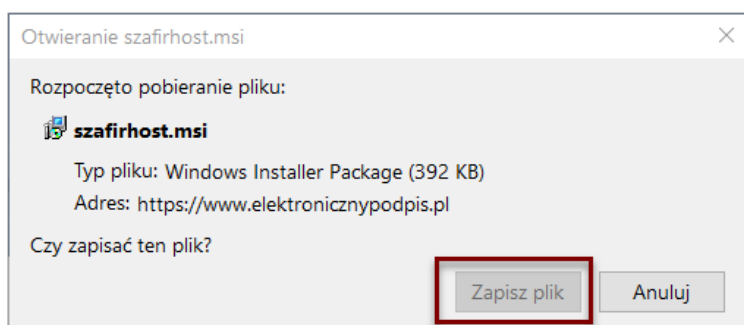 Otwieranie szafirhost.msi
Rozpoczęto pobieranie pliku:
szafirhost.msi
Typ pliku: Windows Installer Package (392 KB)
Adres: https://www.elektronicznypodpis.pl
Czy zapisać ten plik?
Zapisz plik Anuluj